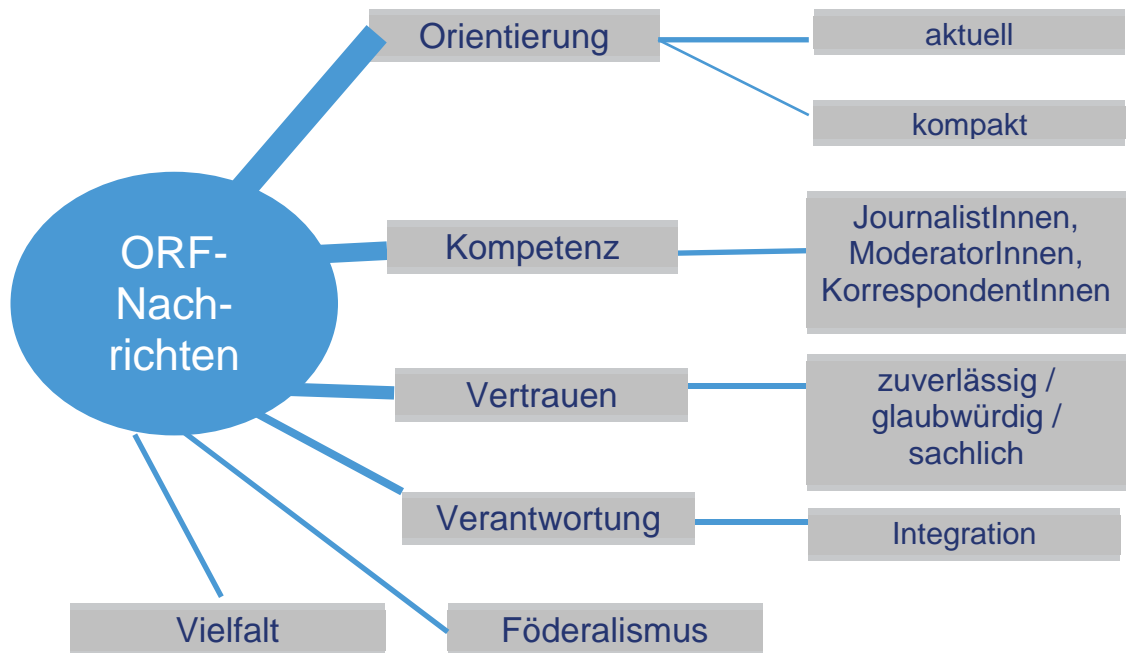 Orientierung
aktuell
kompakt
ORF-
Nach-
richten
Kompetenz
JournalistInnen,
ModeratorInnen,
KorrespondentInnen
Vertrauen
zuverlässig /
glaubwürdig /
sachlich
Verantwortung
Integration
Vielfalt
Föderalismus